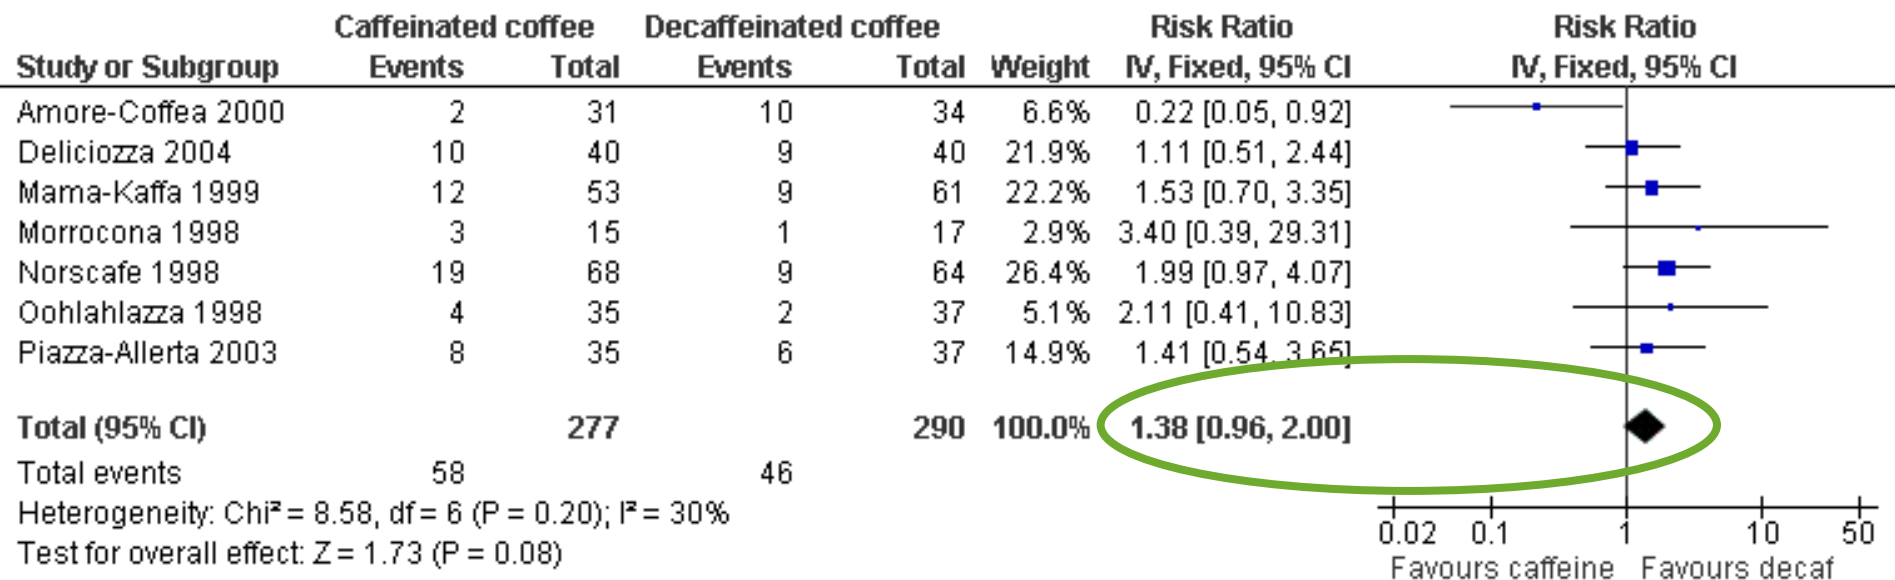 Caffeinated coffee Decaffeinated coffee Risk Ratio Risk Ratio
Study or Subgroup Events Total Events Total Weight IV, Fixed, 95% CI IV, Fixed, 95% CI
Amore-Coffea 2000 2 31 10 34 6.6% 0.22 [0.05, 0.92]
Deliciozza 2004 10 40 9 40 21.9% 1.11 [0.51, 2.44]
Mama-Kaffa 1999 12 53 9 61 22.2% 1.53 [0.70, 3.35]
Morrocona 1998 3 15 1 17 2.9% 3.40 [0.39, 29.31]
Norscafe 1998 19 68 9 64 26.4% 1.99 [0.97, 4.07]
Oohlahlazza 1998 4 35 2 37 5.1% 2.11 [0.41, 10.83]
Piazza-Allerta 2003 8 35 6 37 14.9% 1.41 [0.54, 3.65]
Total (95% CI) 277 290 100.0% 1.38 [0.96, 2.00]
Total events 58 46
Heterogeneity: Chi² = 8.58, df = 6 (P = 0.20); I² = 30%
Test for overall effect: Z = 1.73 (P = 0.08)
0.02 0.1 1 10 50
Favours caffeine Favours decaf